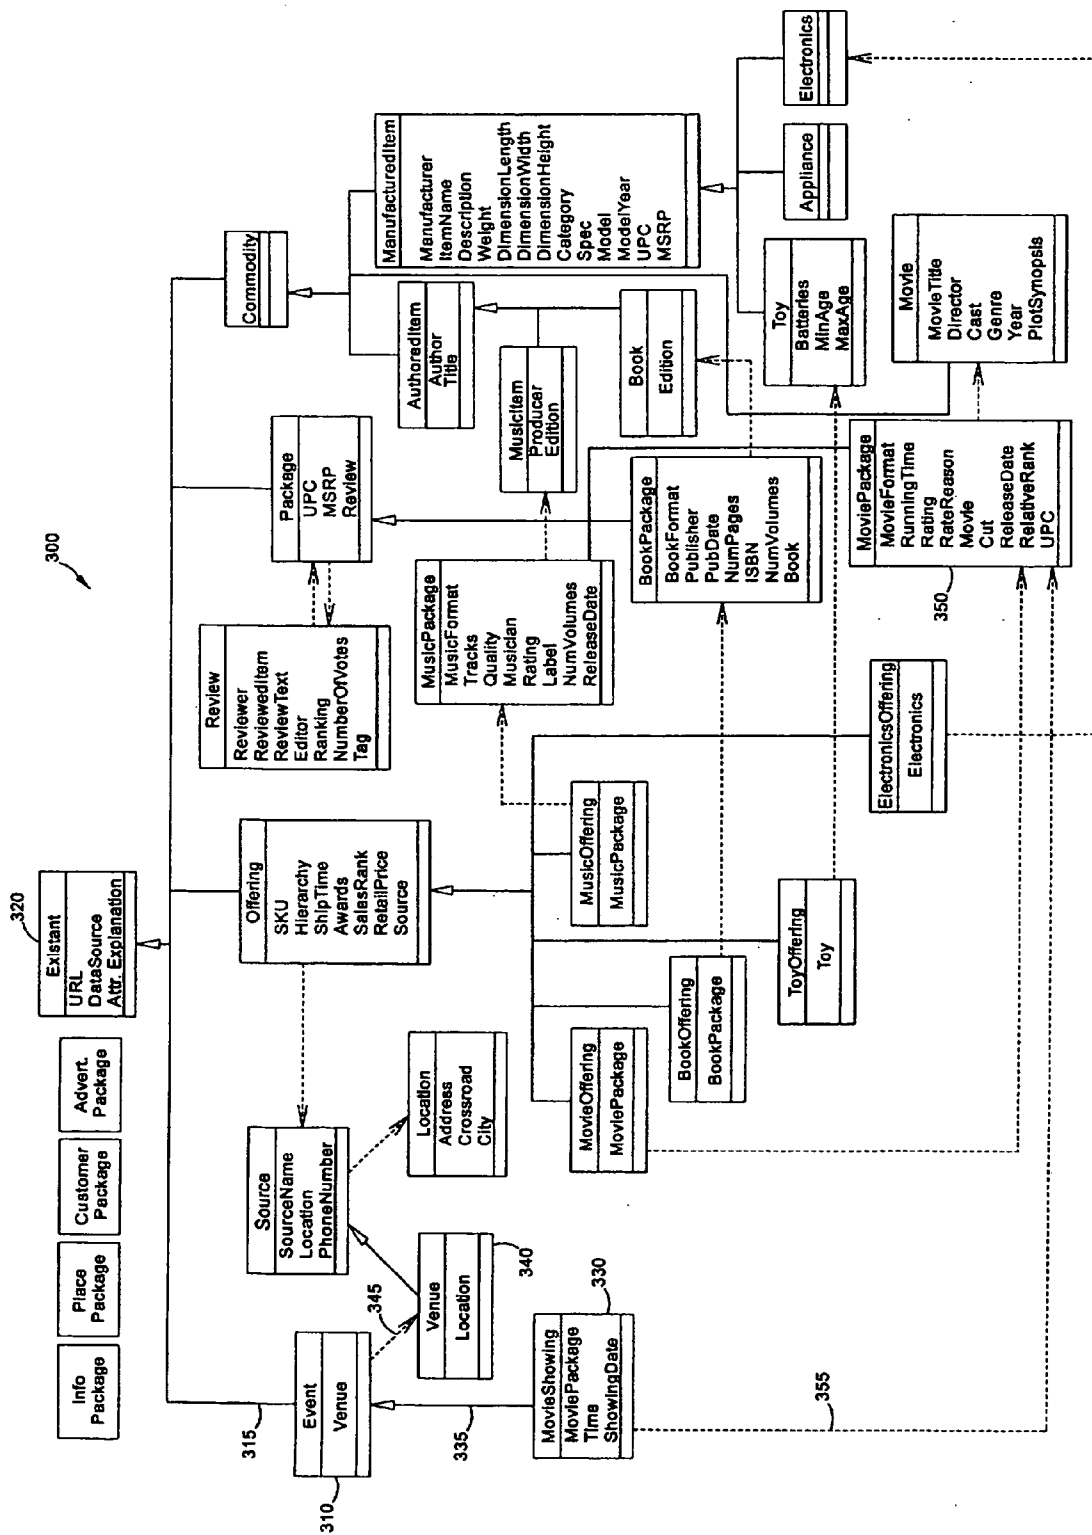 300
Info
Package
Place
Package
Customer
Package
Advert.
Package
Existant
URL
DataSource
Attr. Explanation
320
315
Event
Venue
310
345
335
Venue
Location
340
MovieShowing
MoviePackage
Time
ShowingDate
330
355
Source
SourceName
Location
PhoneNumber
Location
Address
Crossroad
City
Offering
SKU
Hierarchy
ShipTime
Awards
SalesRank
RetailPrice
Source
MovieOffering
MoviePackage
BookOffering
BookPackage
ToyOffering
Toy
MusicOffering
MusicPackage
ElectronicsOffering
Electronics
Review
Reviewer
ReviewedItem
ReviewText
Editor
Ranking
NumberOfVotes
Tag
Package
UPC
MSRP
Review
MusicPackage
MusicFormat
Tracks
Quality
Musician
Rating
Label
NumVolumes
ReleaseDate
BookPackage
BookFormat
Publisher
PubDate
NumPages
ISBN
NumVolumes
Book
MoviePackage
MovieFormat
RunningTime
Rating
RateReason
Movie
Cut
ReleaseDate
RelativeRank
UPC
350
Commodity
AuthoredItem
Author
Title
MusicItem
Producer
Edition
Book
Edition
ManufacturedItem
Manufacturer
ItemName
Description
Weight
DimensionLength
DimensionWidth
DimensionHeight
Category
Spec
Model
ModelYear
UPC
MSRP
Toy
Batteries
MinAge
MaxAge
Appliance
Electronics
Movie
MovieTitle
Director
Cast
Genre
Year
PlotSynopsis